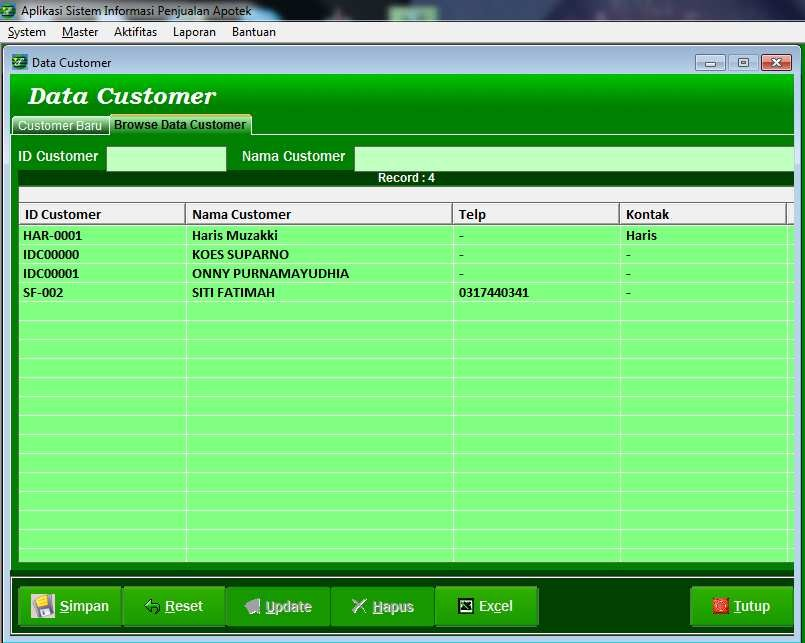 Aplikasi Sistem Informasi Penjualan Apotek
System Master Aktifitas Laporan Bantuan
Data Customer
Data Customer
Customer Baru Browse Data Customer
ID Customer Nama Customer
Record : 4
ID Customer Nama Customer Telp Kontak
HAR-0001 Haris Muzakki - Haris
IDC00000 KOES SUPARNO - -
IDC00001 ONNY PURNAMAYUDHIA - -
SF-002 SITI FATIMAH 0317440341 -
Simpan Reset Update Hapus Excel Tutup